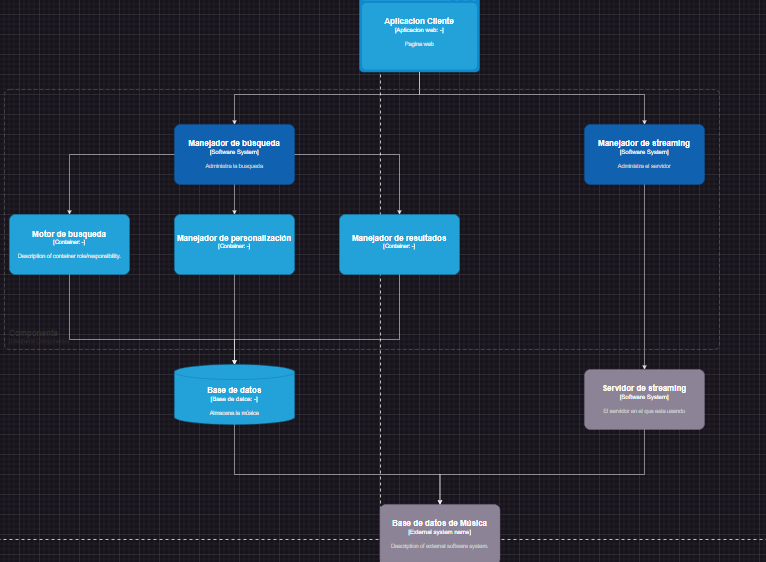 Aplicacion Cliente
[Aplicacion web: -]
Pagina web
Manejador de búsqueda
[Software System]
Administra la busqueda
Manejador de streaming
[Software System]
Administra el servidor
Motor de busqueda
[Container: -]
Description of container role/responsibility.
Manejador de personalización
[Container: -]
Manejador de resultados
[Container: -]
Componente
Base de datos
[Base de datos: -]
Almacena la música
Servidor de streaming
[Software System]
El servidor en el que esta usando
Base de datos de Música
[External system name]
Description of external software system.